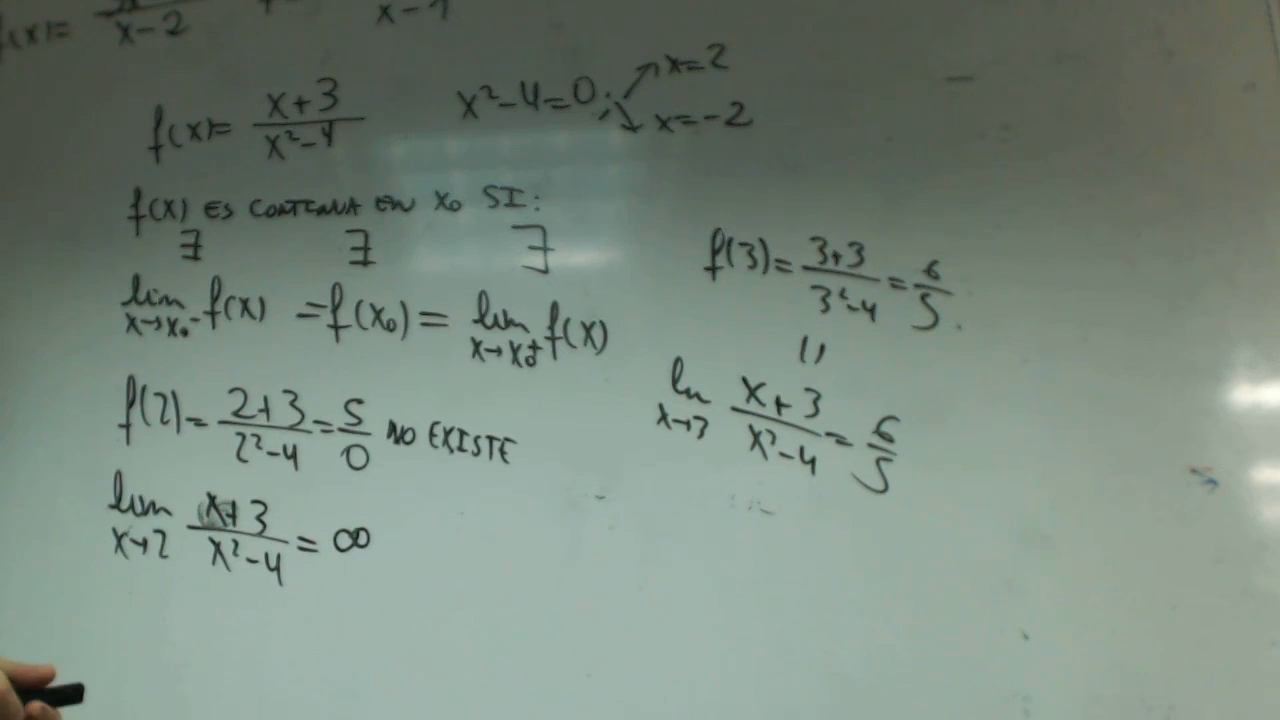 f(x)= x-2 x-1
f(x)= x+3 / x²-4 x²-4=0; x=2 x=-2
f(x) ES CONTINUA EN x₀ SI:
∃ ∃ ∃
lim x→x₀⁻ f(x) = f(x₀) = lim x→x₀⁺ f(x)
f(2)= 2+3 / 2²-4 = 5/0 NO EXISTE
lim x→2 x+3 / x²-4 = ∞
f(3)= 3+3 / 3²-4 = 6/5.
||
lim x→3 x+3 / x²-4 = 6/5